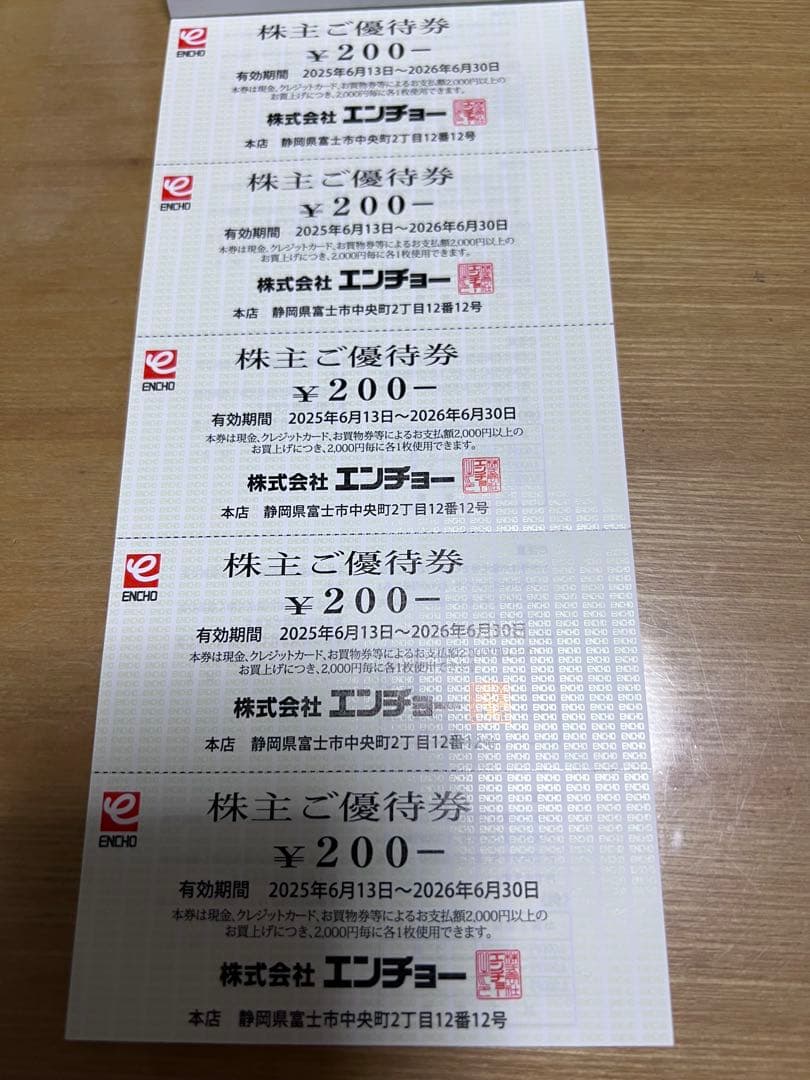 ENCHO
株主ご優待券
￥200−
有効期間　2025年6月13日〜2026年6月30日
本券は現金、クレジットカード、お買物券等によるお支払額2,000円以上の
お買上げにつき、2,000円毎に各1枚使用できます。
株式会社 エンチョー
本店　静岡県富士市中央町2丁目12番12号
ENCHO
株主ご優待券
￥200−
有効期間　2025年6月13日〜2026年6月30日
本券は現金、クレジットカード、お買物券等によるお支払額2,000円以上の
お買上げにつき、2,000円毎に各1枚使用できます。
株式会社 エンチョー
本店　静岡県富士市中央町2丁目12番12号
ENCHO
株主ご優待券
￥200−
有効期間　2025年6月13日〜2026年6月30日
本券は現金、クレジットカード、お買物券等によるお支払額2,000円以上の
お買上げにつき、2,000円毎に各1枚使用できます。
株式会社 エンチョー
本店　静岡県富士市中央町2丁目12番12号
ENCHO
株主ご優待券
￥200−
有効期間　2025年6月13日〜2026年6月30日
本券は現金、クレジットカード、お買物券等によるお支払額2,000円以上の
お買上げにつき、2,000円毎に各1枚使用できます。
株式会社 エンチョー
本店　静岡県富士市中央町2丁目12番12
ENCHO
株主ご優待券
￥200−
有効期間　2025年6月13日〜2026年6月30日
本券は現金、クレジットカード、お買物券等によるお支払額2,000円以上の
お買上げにつき、2,000円毎に各1枚使用できます。
株式会社 エンチョー
本店　静岡県富士市中央町2丁目12番12号